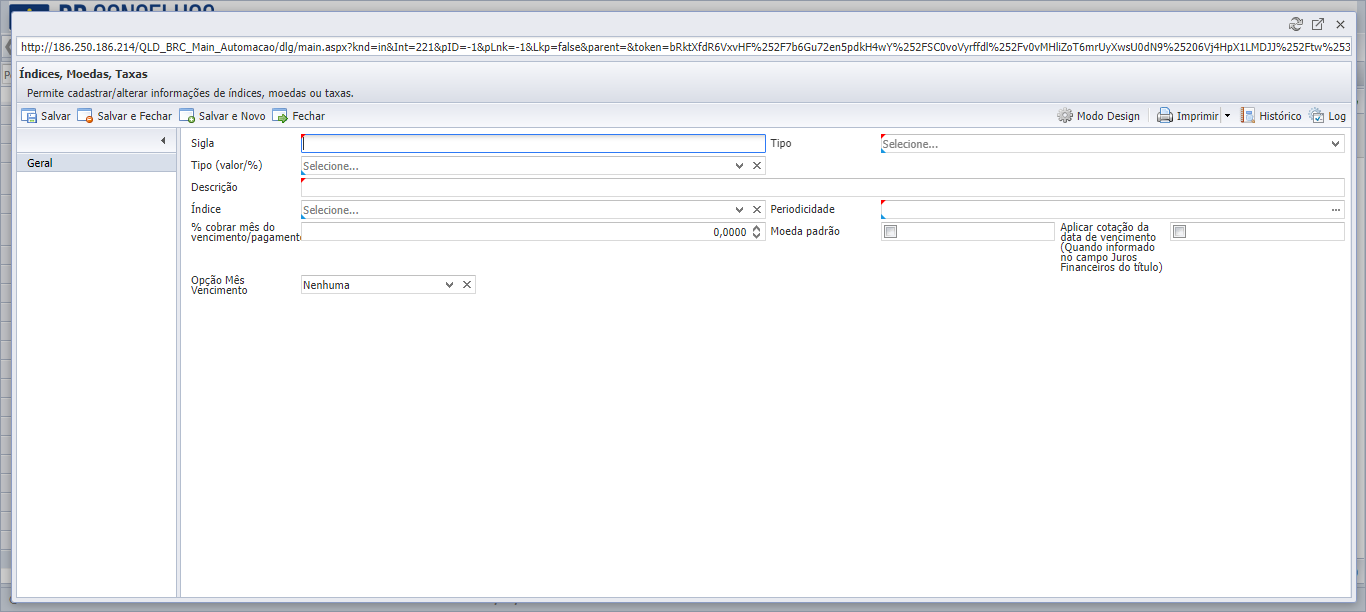 BR CONSELHOS
http://186.250.186.214/QLD_BRC_Main_Automacao/dlg/main.aspx?knd=in&Int=221&pID=-1&pLnk=-1&Lkp=false&parent=&token=bRktXfdR6VxvHF%252F7b6Gu72en5pdkH4wY%252FSC0voVyrffdl%252Fv0vMHliZoT6mrUyXwsU0dN9%25206Vj4HpX1LMDJJ%252Ftw%253
Índices, Moedas, Taxas
Permite cadastrar/alterar informações de índices, moedas ou taxas.
Salvar Salvar e Fechar Salvar e Novo Fechar Modo Design Imprimir Histórico Log
Geral
Sigla Tipo Selecione...
Tipo (valor/%) Selecione...
Descrição
Índice Selecione... Periodicidade ...
% cobrar mês do
vencimento/pagamento 0,0000 Moeda padrão
Aplicar cotação da
data de vencimento
(Quando informado
no campo Juros
Financeiros do título)
Opção Mês
Vencimento Nenhuma